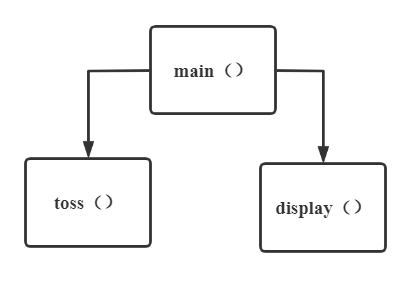 main（）
toss（）
display（）